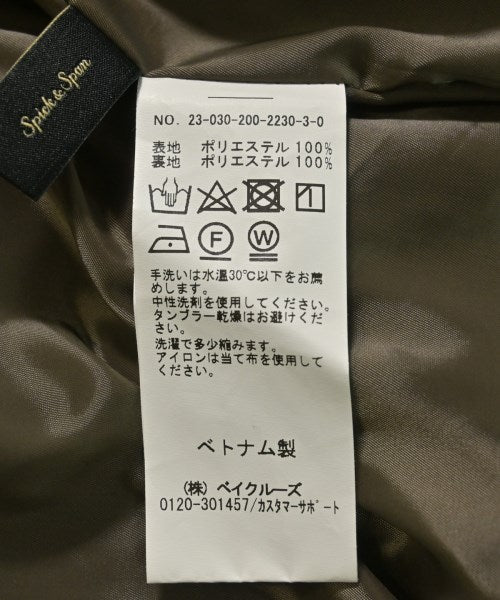 Spick & Span
NO. 23-030-200-2230-3-0
表地 ポリエステル 100%
裏地 ポリエステル 100%
F
W
手洗いは水温30℃以下をお薦
めします。
中性洗剤を使用してください。
タンブラー乾燥はお避けくだ
さい。
洗濯で多少縮みます。
アイロンは当て布を使用して
ください。
ベトナム製
(株) ベイクルーズ
0120-301457/カスタマーサポート